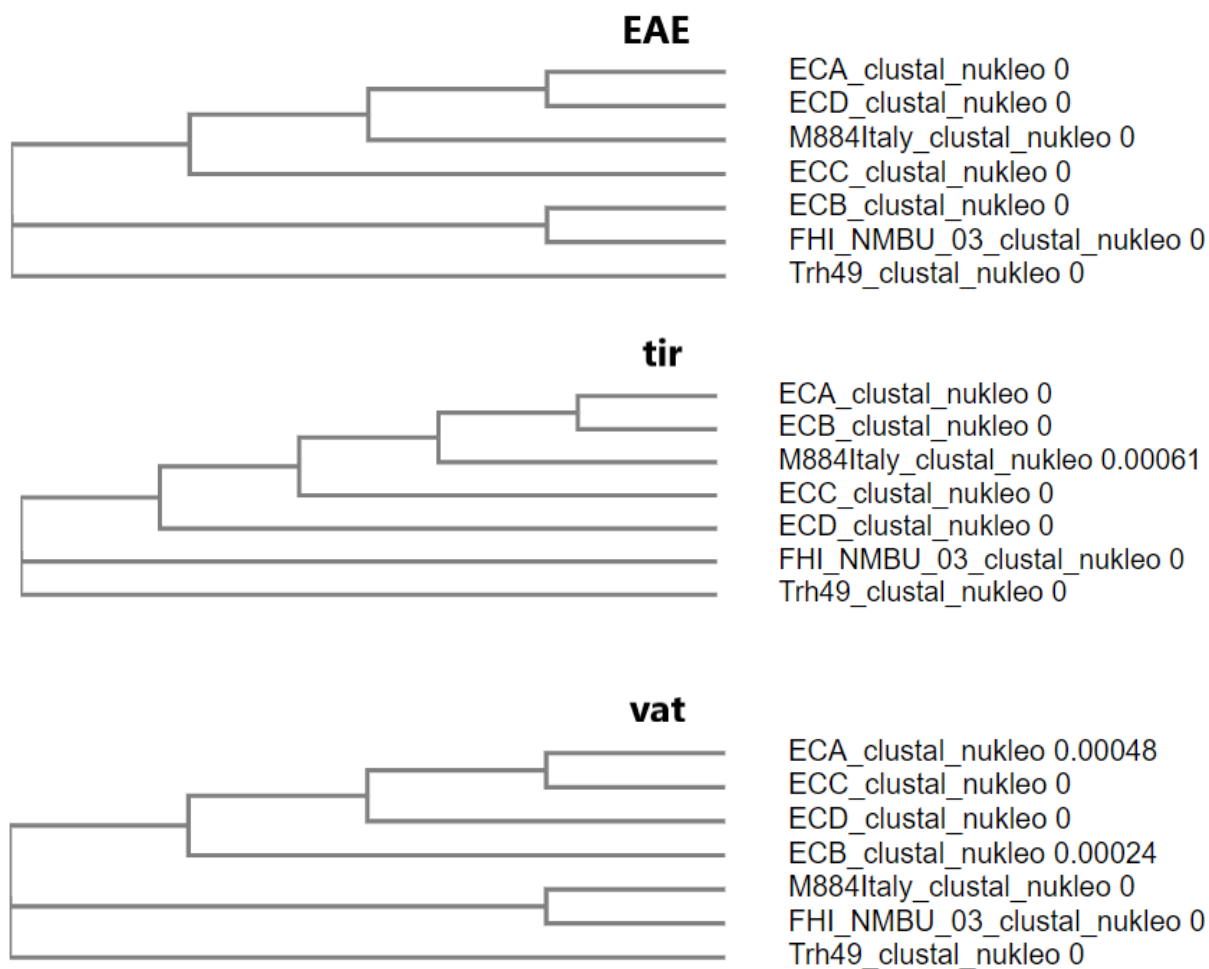 EAE
ECA_clustal_nukleo 0
ECD_clustal_nukleo 0
M884Italy_clustal_nukleo 0
ECC_clustal_nukleo 0
ECB_clustal_nukleo 0
FHI_NMBU_03_clustal_nukleo 0
Trh49_clustal_nukleo 0
tir
ECA_clustal_nukleo 0
ECB_clustal_nukleo 0
M884Italy_clustal_nukleo 0.00061
ECC_clustal_nukleo 0
ECD_clustal_nukleo 0
FHI_NMBU_03_clustal_nukleo 0
Trh49_clustal_nukleo 0
vat
ECA_clustal_nukleo 0.00048
ECC_clustal_nukleo 0
ECD_clustal_nukleo 0
ECB_clustal_nukleo 0.00024
M884Italy_clustal_nukleo 0
FHI_NMBU_03_clustal_nukleo 0
Trh49_clustal_nukleo 0